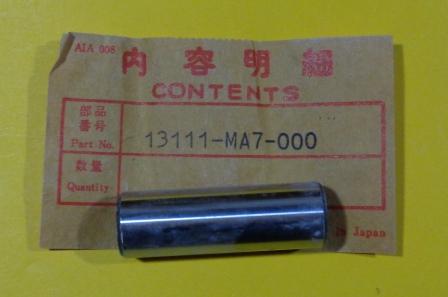 AIA 008
内容明細
CONTENTS
部品
番号
Part No.
13111-MA7-000
数量
Quantity
in Japan